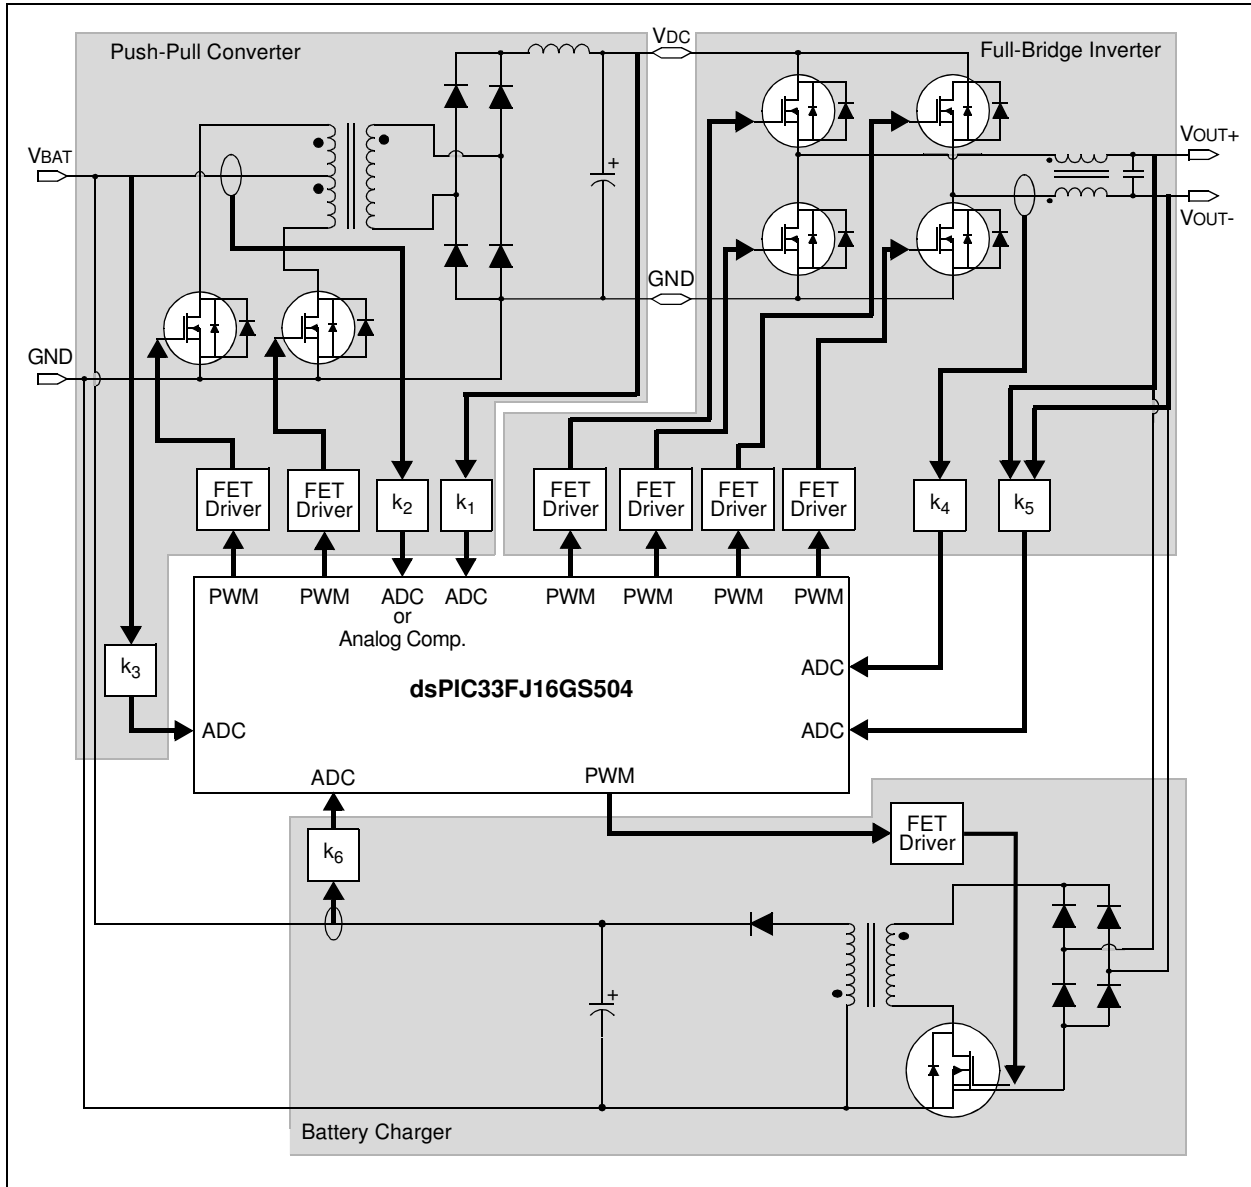 Push-Pull Converter
VDC
Full-Bridge Inverter
VBAT
VOUT+
VOUT-
GND
GND
FET
Driver
FET
Driver
k2
k1
FET
Driver
FET
Driver
FET
Driver
FET
Driver
k4
k5
PWM
PWM
ADC
or
Analog Comp.
ADC
PWM
PWM
PWM
PWM
k3
ADC
dsPIC33FJ16GS504
ADC
ADC
ADC
PWM
k6
FET
Driver
+
+
Battery Charger